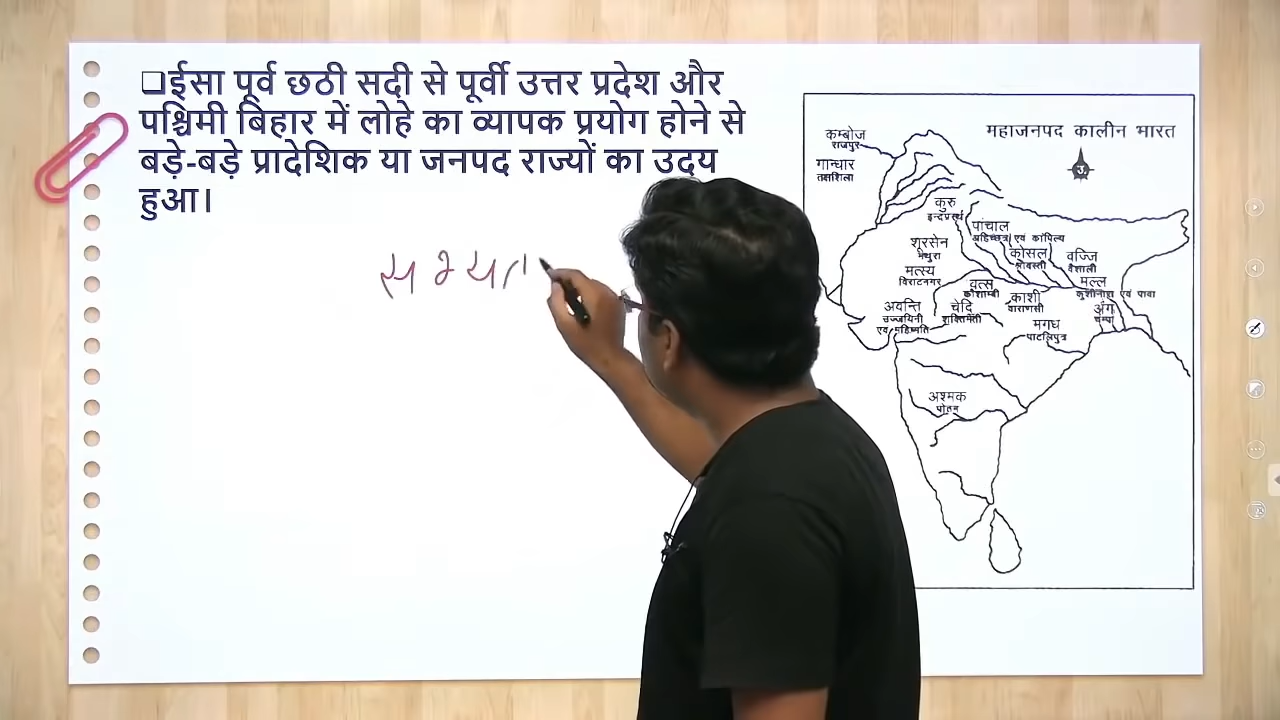 ❑ईसा पूर्व छठी सदी से पूर्वी उत्तर प्रदेश और
पश्चिमी बिहार में लोहे का व्यापक प्रयोग होने से
बड़े-बड़े प्रादेशिक या जनपद राज्यों का उदय
हुआ।
सभ्यता
महाजनपद कालीन भारत
कम्बोज
राजपुर
गान्धार
तक्षशिला
कुरु
इन्द्रप्रस्थ
पांचाल
अहिच्छत्र एवं कांपिल्य
शूरसेन
मथुरा
कोसल
श्रावस्ती
वज्जि
वैशाली
मत्स्य
विराटनगर
वत्स
कौशाम्बी
मल्ल
कुशीनारा एवं पावा
काशी
वाराणसी
अवन्ति
उज्जयिनी
एवं महिष्मति
चेदि
शक्तिमती
अंग
चम्पा
मगध
पाटलिपुत्र
अश्मक
पोतन